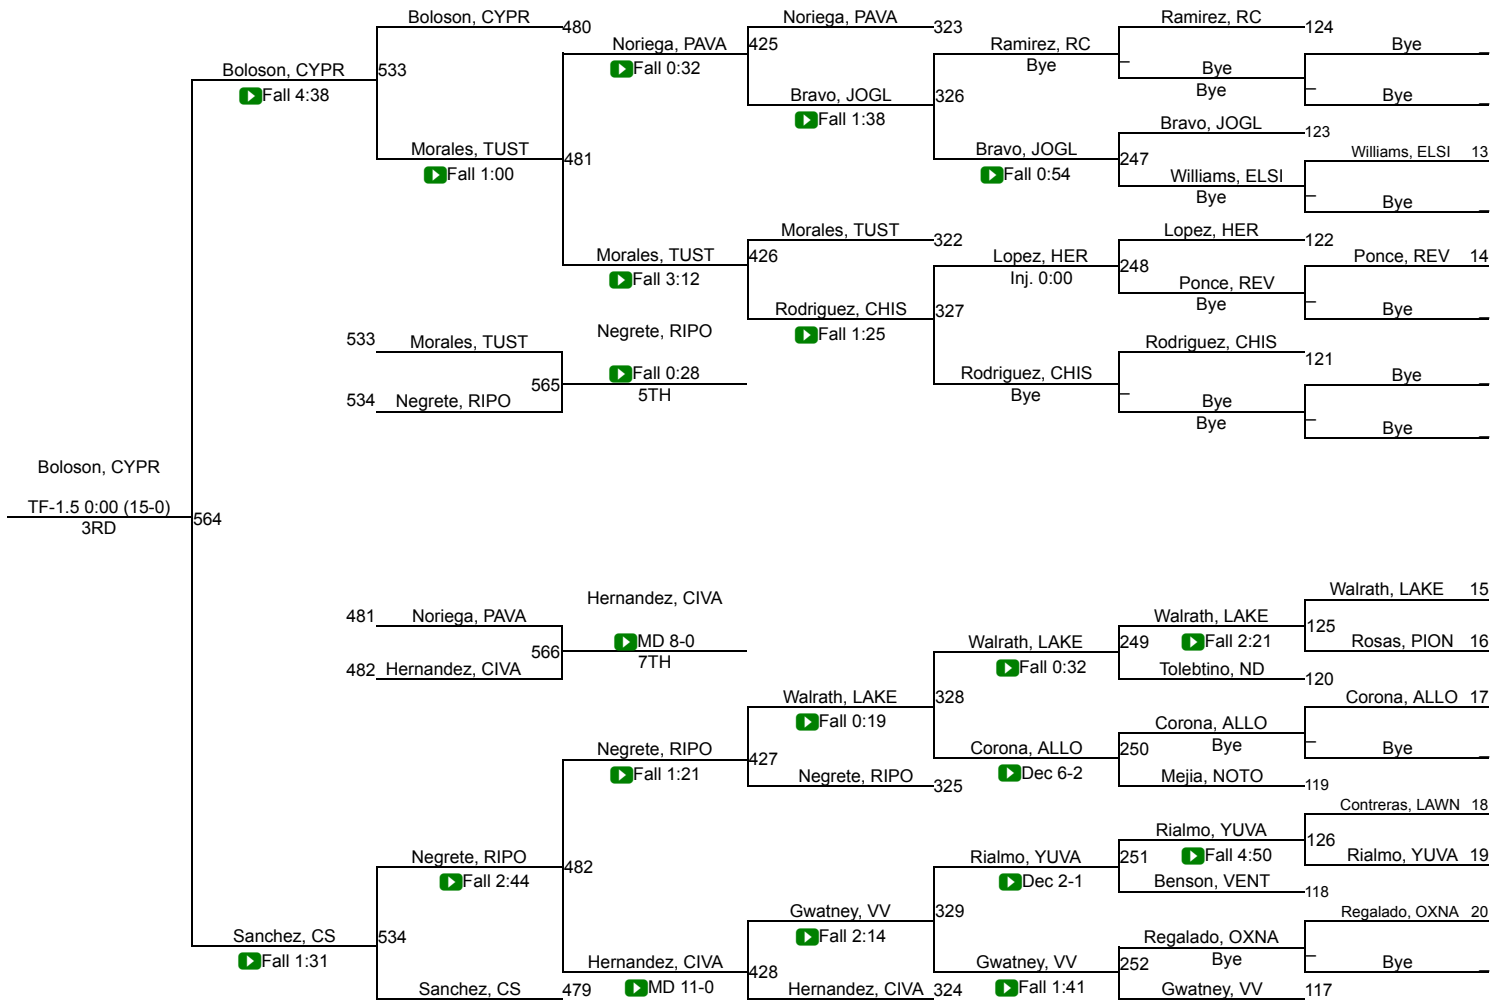 Boloson, CYPR 480 Noriega, PAVA 323 Ramirez, RC 124
Noriega, PAVA 425 Ramirez, RC Bye _
Fall 0:32 Bye
Boloson, CYPR 533 Bye
Fall 4:38 Bravo, JOGL 326 Bye Bye _
Fall 1:38
Bravo, JOGL 123
Morales, TUST 481 Bravo, JOGL 247 Williams, ELSI 13
Fall 1:00 Fall 0:54 Williams, ELSI
Bye Bye _
Morales, TUST 322 Lopez, HER 122
Morales, TUST 426 Lopez, HER 248 Ponce, REV 14
Fall 3:12 Inj. 0:00 Ponce, REV
Rodriguez, CHIS 327 Bye Bye _
533 Morales, TUST Negrete, RIPO Fall 1:25 Rodriguez, CHIS 121
565 Fall 0:28 Rodriguez, CHIS Bye _
534 Negrete, RIPO 5TH Bye Bye
Bye Bye _
Boloson, CYPR
TF-1.5 0:00 (15-0) 564
3RD
Hernandez, CIVA Walrath, LAKE 15
481 Noriega, PAVA Walrath, LAKE 125
566 MD 8-0 Walrath, LAKE 249 Fall 2:21 Rosas, PION 16
482 Hernandez, CIVA 7TH Fall 0:32 Tolebtino, ND 120
Walrath, LAKE 328 Corona, ALLO 17
Fall 0:19 Corona, ALLO
Negrete, RIPO 427 Corona, ALLO 250 Bye Bye _
Fall 1:21 Negrete, RIPO 325 Dec 6-2 Mejia, NOTO 119
Contreras, LAWN 18
Rialmo, YUVA 126
Negrete, RIPO 482 Rialmo, YUVA 251 Fall 4:50 Rialmo, YUVA 19
Fall 2:44 Dec 2-1 Benson, VENT 118
Gwatney, VV 329 Regalado, OXNA 20
Sanchez, CS 534 Fall 2:14 Regalado, OXNA
Fall 1:31 Hernandez, CIVA 428 Gwatney, VV 252 Bye Bye _
Sanchez, CS 479 MD 11-0 Hernandez, CIVA 324 Fall 1:41 Gwatney, VV 117